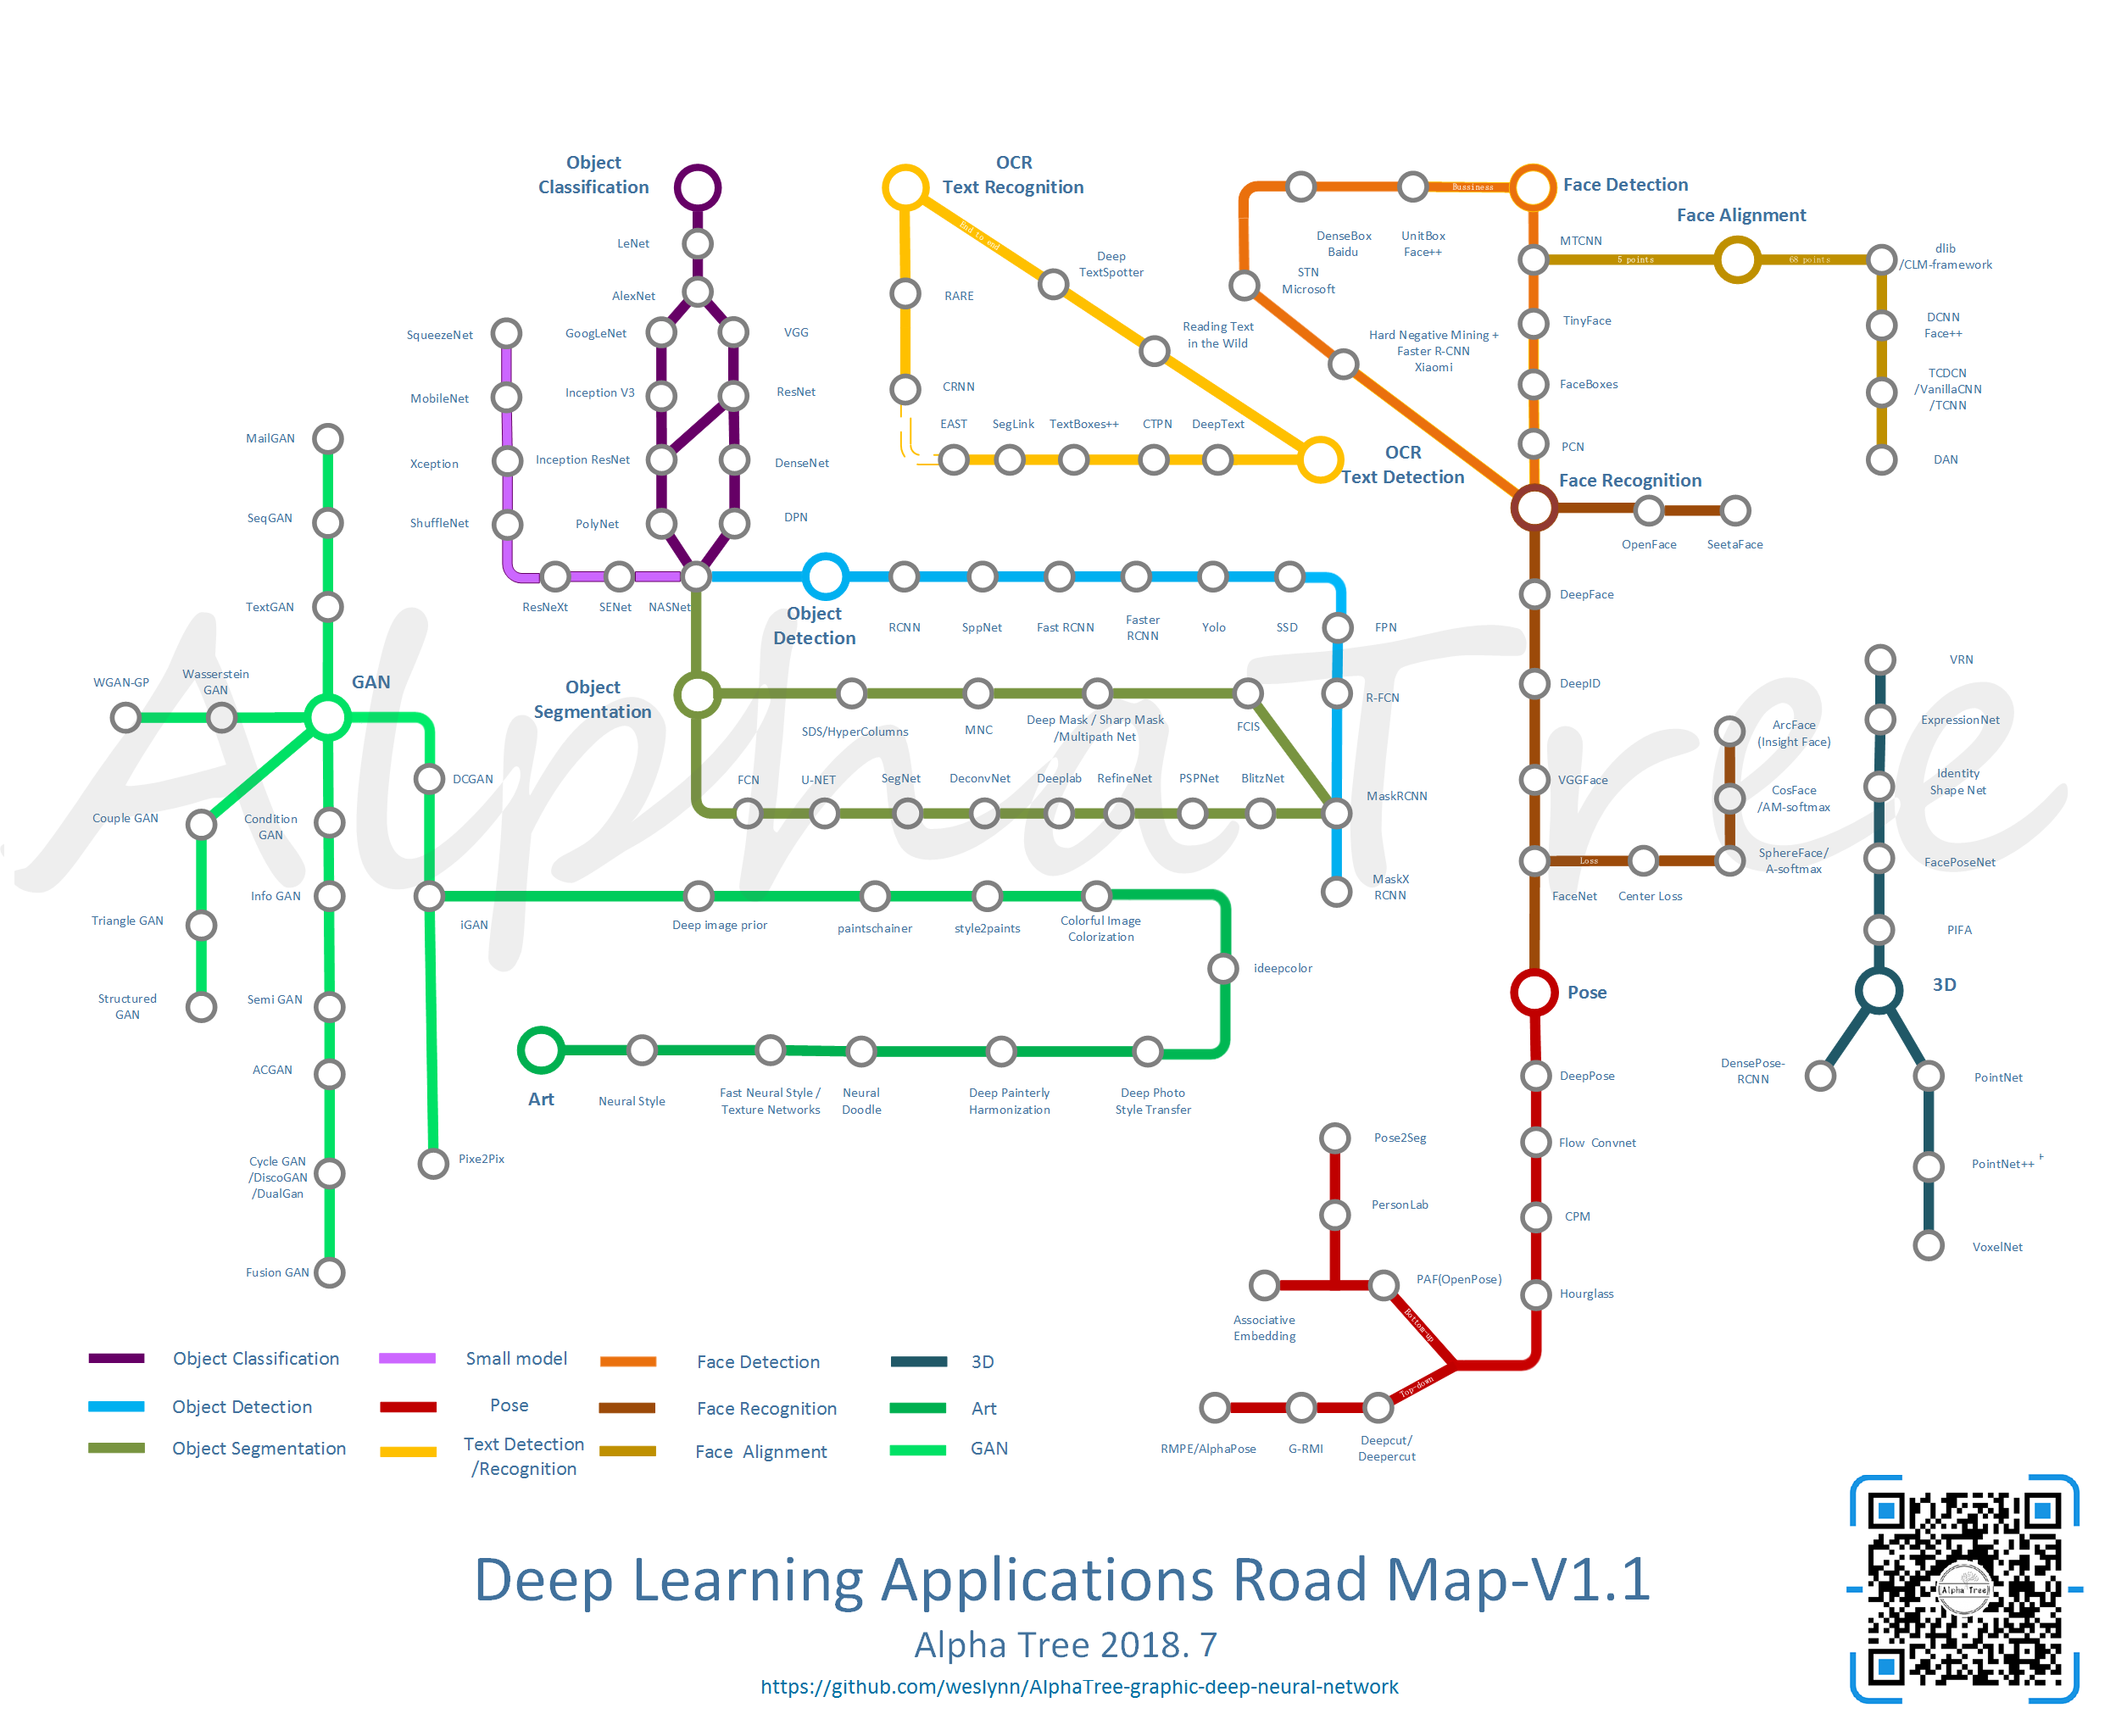 Object
Classification
LeNet
AlexNet
GoogLeNet
VGG
Inception V3
ResNet
Inception ResNet
DenseNet
PolyNet
DPN
SqueezeNet
MobileNet
Xception
ShuffleNet
ResNeXt
SENet
NASNet
OCR
Text Recognition
End to end
RARE
CRNN
Deep
TextSpotter
Reading Text
in the Wild
EAST
SegLink
TextBoxes++
CTPN
DeepText
OCR
Text Detection
Face Detection
Bussiness
DenseBox
Baidu
UnitBox
Face++
STN
Microsoft
Hard Negative Mining +
Faster R-CNN
Xiaomi
MTCNN
TinyFace
FaceBoxes
PCN
Face Alignment
5 points
68 points
dlib
/CLM-framework
DCNN
Face++
TCDCN
/VanillaCNN
/TCNN
DAN
Face Recognition
OpenFace
SeetaFace
DeepFace
DeepID
VGGFace
FaceNet
Loss
Center Loss
SphereFace/
A-softmax
CosFace
/AM-softmax
ArcFace
(Insight Face)
Object
Detection
RCNN
SppNet
Fast RCNN
Faster
RCNN
Yolo
SSD
FPN
R-FCN
MaskRCNN
MaskX
RCNN
Object
Segmentation
SDS/HyperColumns
MNC
Deep Mask / Sharp Mask
/Multipath Net
FCIS
FCN
U-NET
SegNet
DeconvNet
Deeplab
RefineNet
PSPNet
BlitzNet
MailGAN
SeqGAN
TextGAN
GAN
WGAN-GP
Wasserstein
GAN
Couple GAN
Triangle GAN
Structured
GAN
Condition
GAN
Info GAN
Semi GAN
ACGAN
Cycle GAN
/DiscoGAN
/DualGan
Fusion GAN
DCGAN
iGAN
Pixe2Pix
Deep image prior
paintschainer
style2paints
Colorful Image
Colorization
ideepcolor
Art
Neural Style
Fast Neural Style /
Texture Networks
Neural
Doodle
Deep Painterly
Harmonization
Deep Photo
Style Transfer
Pose
DeepPose
Flow Convnet
CPM
Hourglass
Pose2Seg
PersonLab
PAF(OpenPose)
Associative
Embedding
Bottom-up
Top-down
RMPE/AlphaPose
G-RMI
Deepcut/
Deepercut
VRN
ExpressionNet
Identity
Shape Net
FacePoseNet
PIFA
3D
DensePose-
RCNN
PointNet
PointNet++ +
VoxelNet
AlphaTree
Object Classification
Small model
Face Detection
3D
Object Detection
Pose
Face Recognition
Art
Object Segmentation
Text Detection
/Recognition
Face Alignment
GAN
Deep Learning Applications Road Map-V1.1
Alpha Tree 2018. 7
https://github.com/weslynn/AlphaTree-graphic-deep-neural-network
Alpha Tree